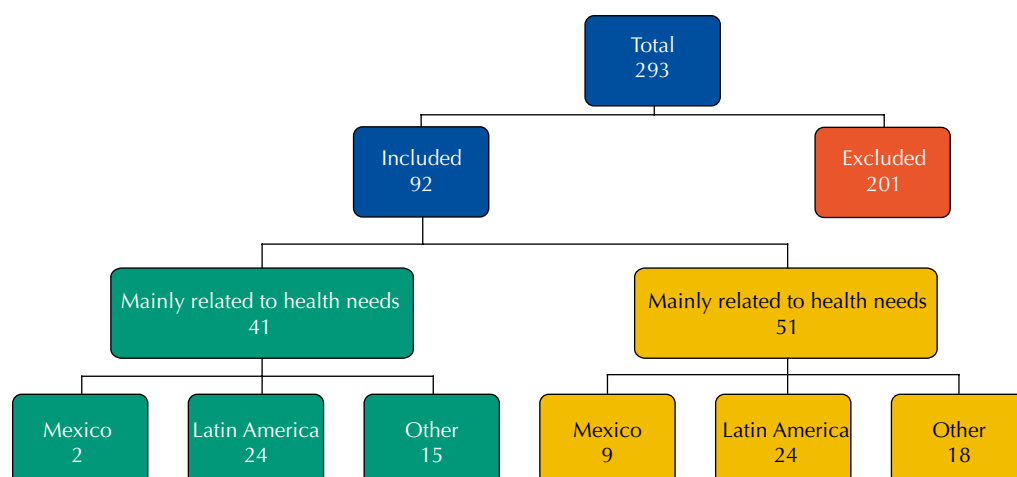 Total
293
Included
92
Excluded
201
Mainly related to health needs
41
Mainly related to health needs
51
Mexico
2
Latin America
24
Other
15
Mexico
9
Latin America
24
Other
18